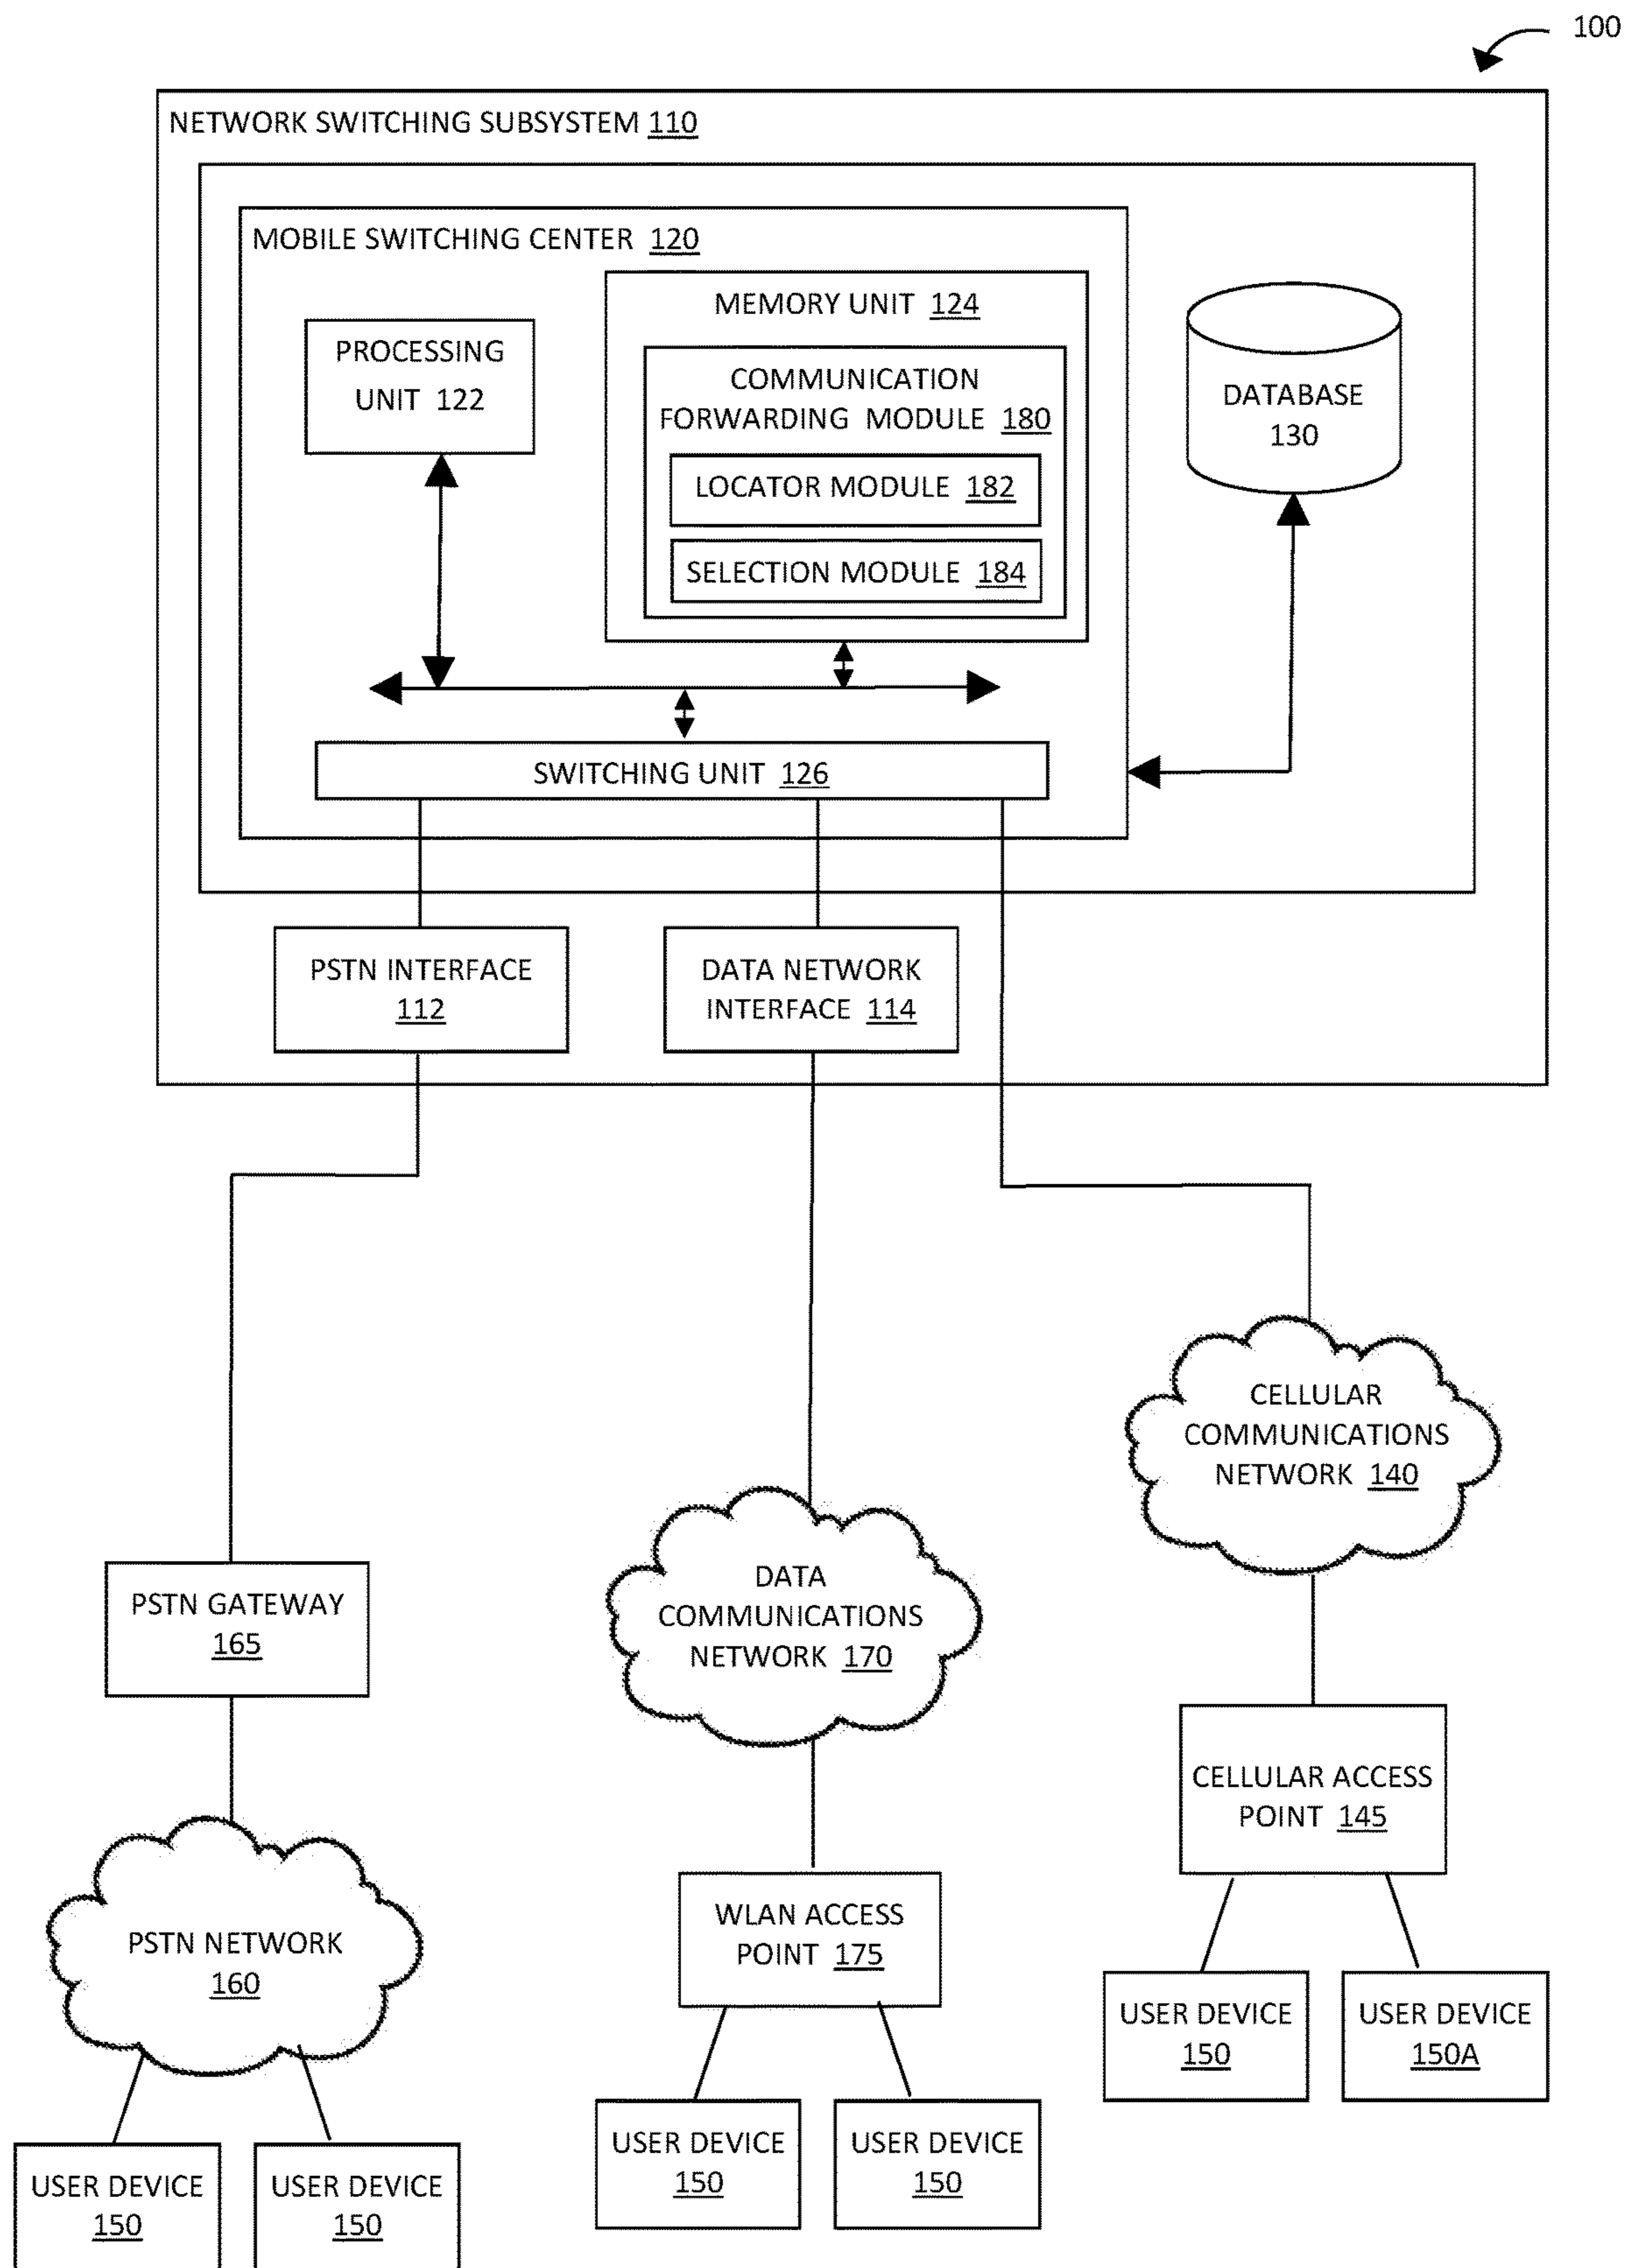 100
NETWORK SWITCHING SUBSYSTEM 110
MOBILE SWITCHING CENTER 120
PROCESSING
UNIT 122
MEMORY UNIT 124
COMMUNICATION
FORWARDING MODULE 180
LOCATOR MODULE 182
SELECTION MODULE 184
DATABASE
130
SWITCHING UNIT 126
PSTN INTERFACE
112
DATA NETWORK
INTERFACE 114
CELLULAR
COMMUNICATIONS
NETWORK 140
DATA
COMMUNICATIONS
NETWORK 170
PSTN GATEWAY
165
CELLULAR ACCESS
POINT 145
PSTN NETWORK
160
WLAN ACCESS
POINT 175
USER DEVICE
150
USER DEVICE
150A
USER DEVICE
150
USER DEVICE
150
USER DEVICE
150
USER DEVICE
150